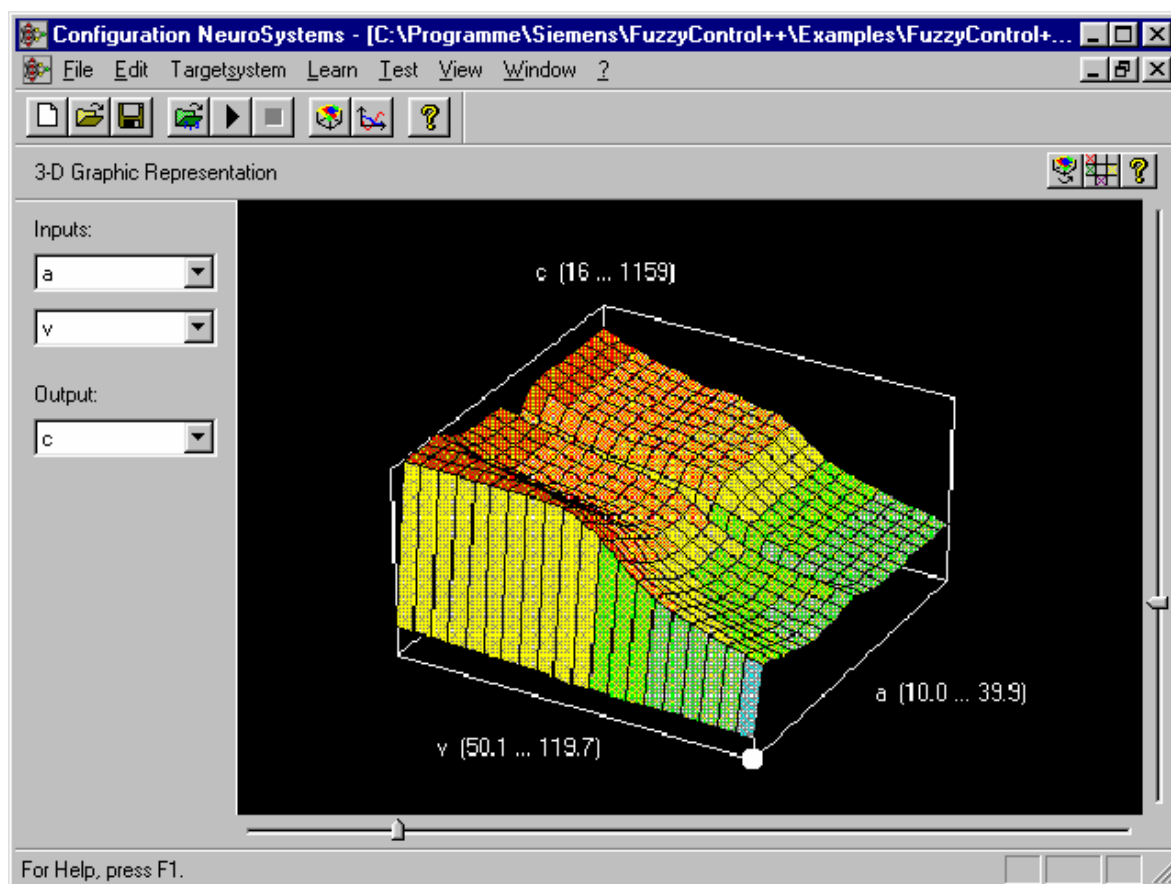 Configuration NeuroSystems - [C:\Programme\Siemens\FuzzyControl++\Examples\FuzzyControl+...
File Edit Targetsystem Learn Test View Window ?
3-D Graphic Representation
Inputs:
a
v
Output:
c
c (16 ... 1159)
a (10.0 ... 39.9)
v (50.1 ... 119.7)
For Help, press F1.